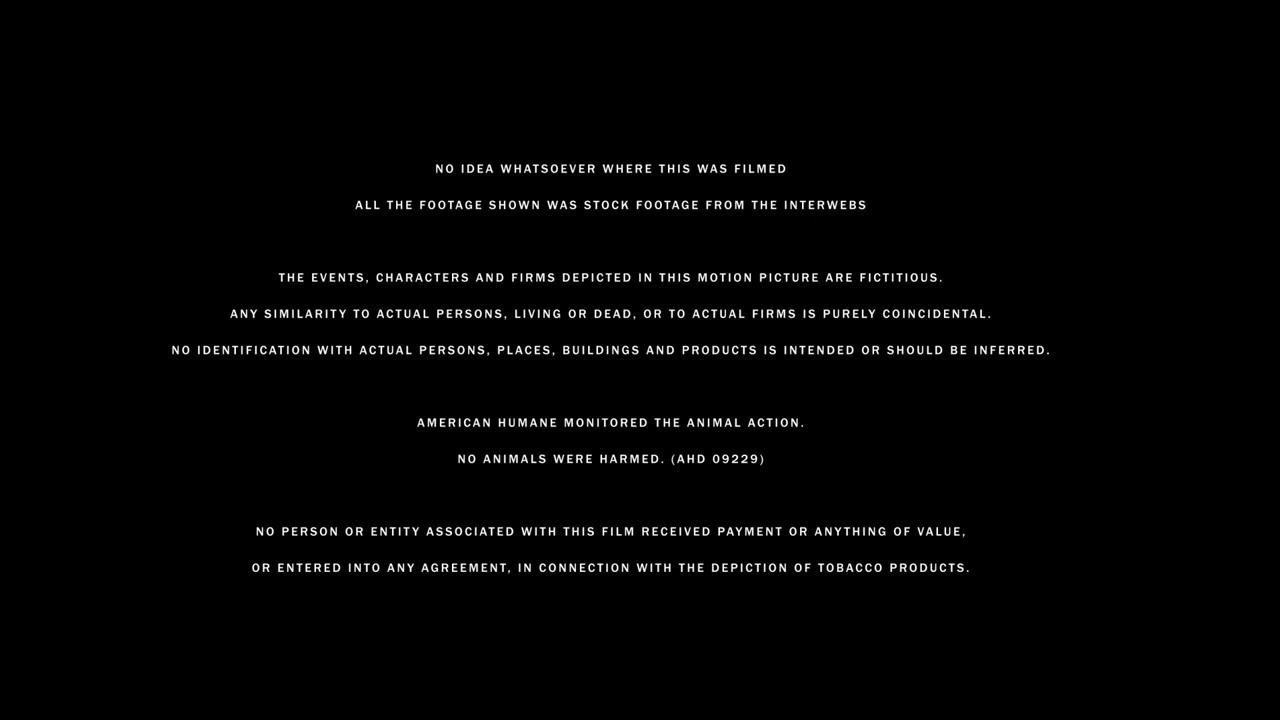 NO IDEA WHATSOEVER WHERE THIS WAS FILMED
ALL THE FOOTAGE SHOWN WAS STOCK FOOTAGE FROM THE INTERWEBS
THE EVENTS, CHARACTERS AND FIRMS DEPICTED IN THIS MOTION PICTURE ARE FICTITIOUS.
ANY SIMILARITY TO ACTUAL PERSONS, LIVING OR DEAD, OR TO ACTUAL FIRMS IS PURELY COINCIDENTAL.
NO IDENTIFICATION WITH ACTUAL PERSONS, PLACES, BUILDINGS AND PRODUCTS IS INTENDED OR SHOULD BE INFERRED.
AMERICAN HUMANE MONITORED THE ANIMAL ACTION.
NO ANIMALS WERE HARMED. (AHD 09229)
NO PERSON OR ENTITY ASSOCIATED WITH THIS FILM RECEIVED PAYMENT OR ANYTHING OF VALUE,
OR ENTERED INTO ANY AGREEMENT, IN CONNECTION WITH THE DEPICTION OF TOBACCO PRODUCTS.